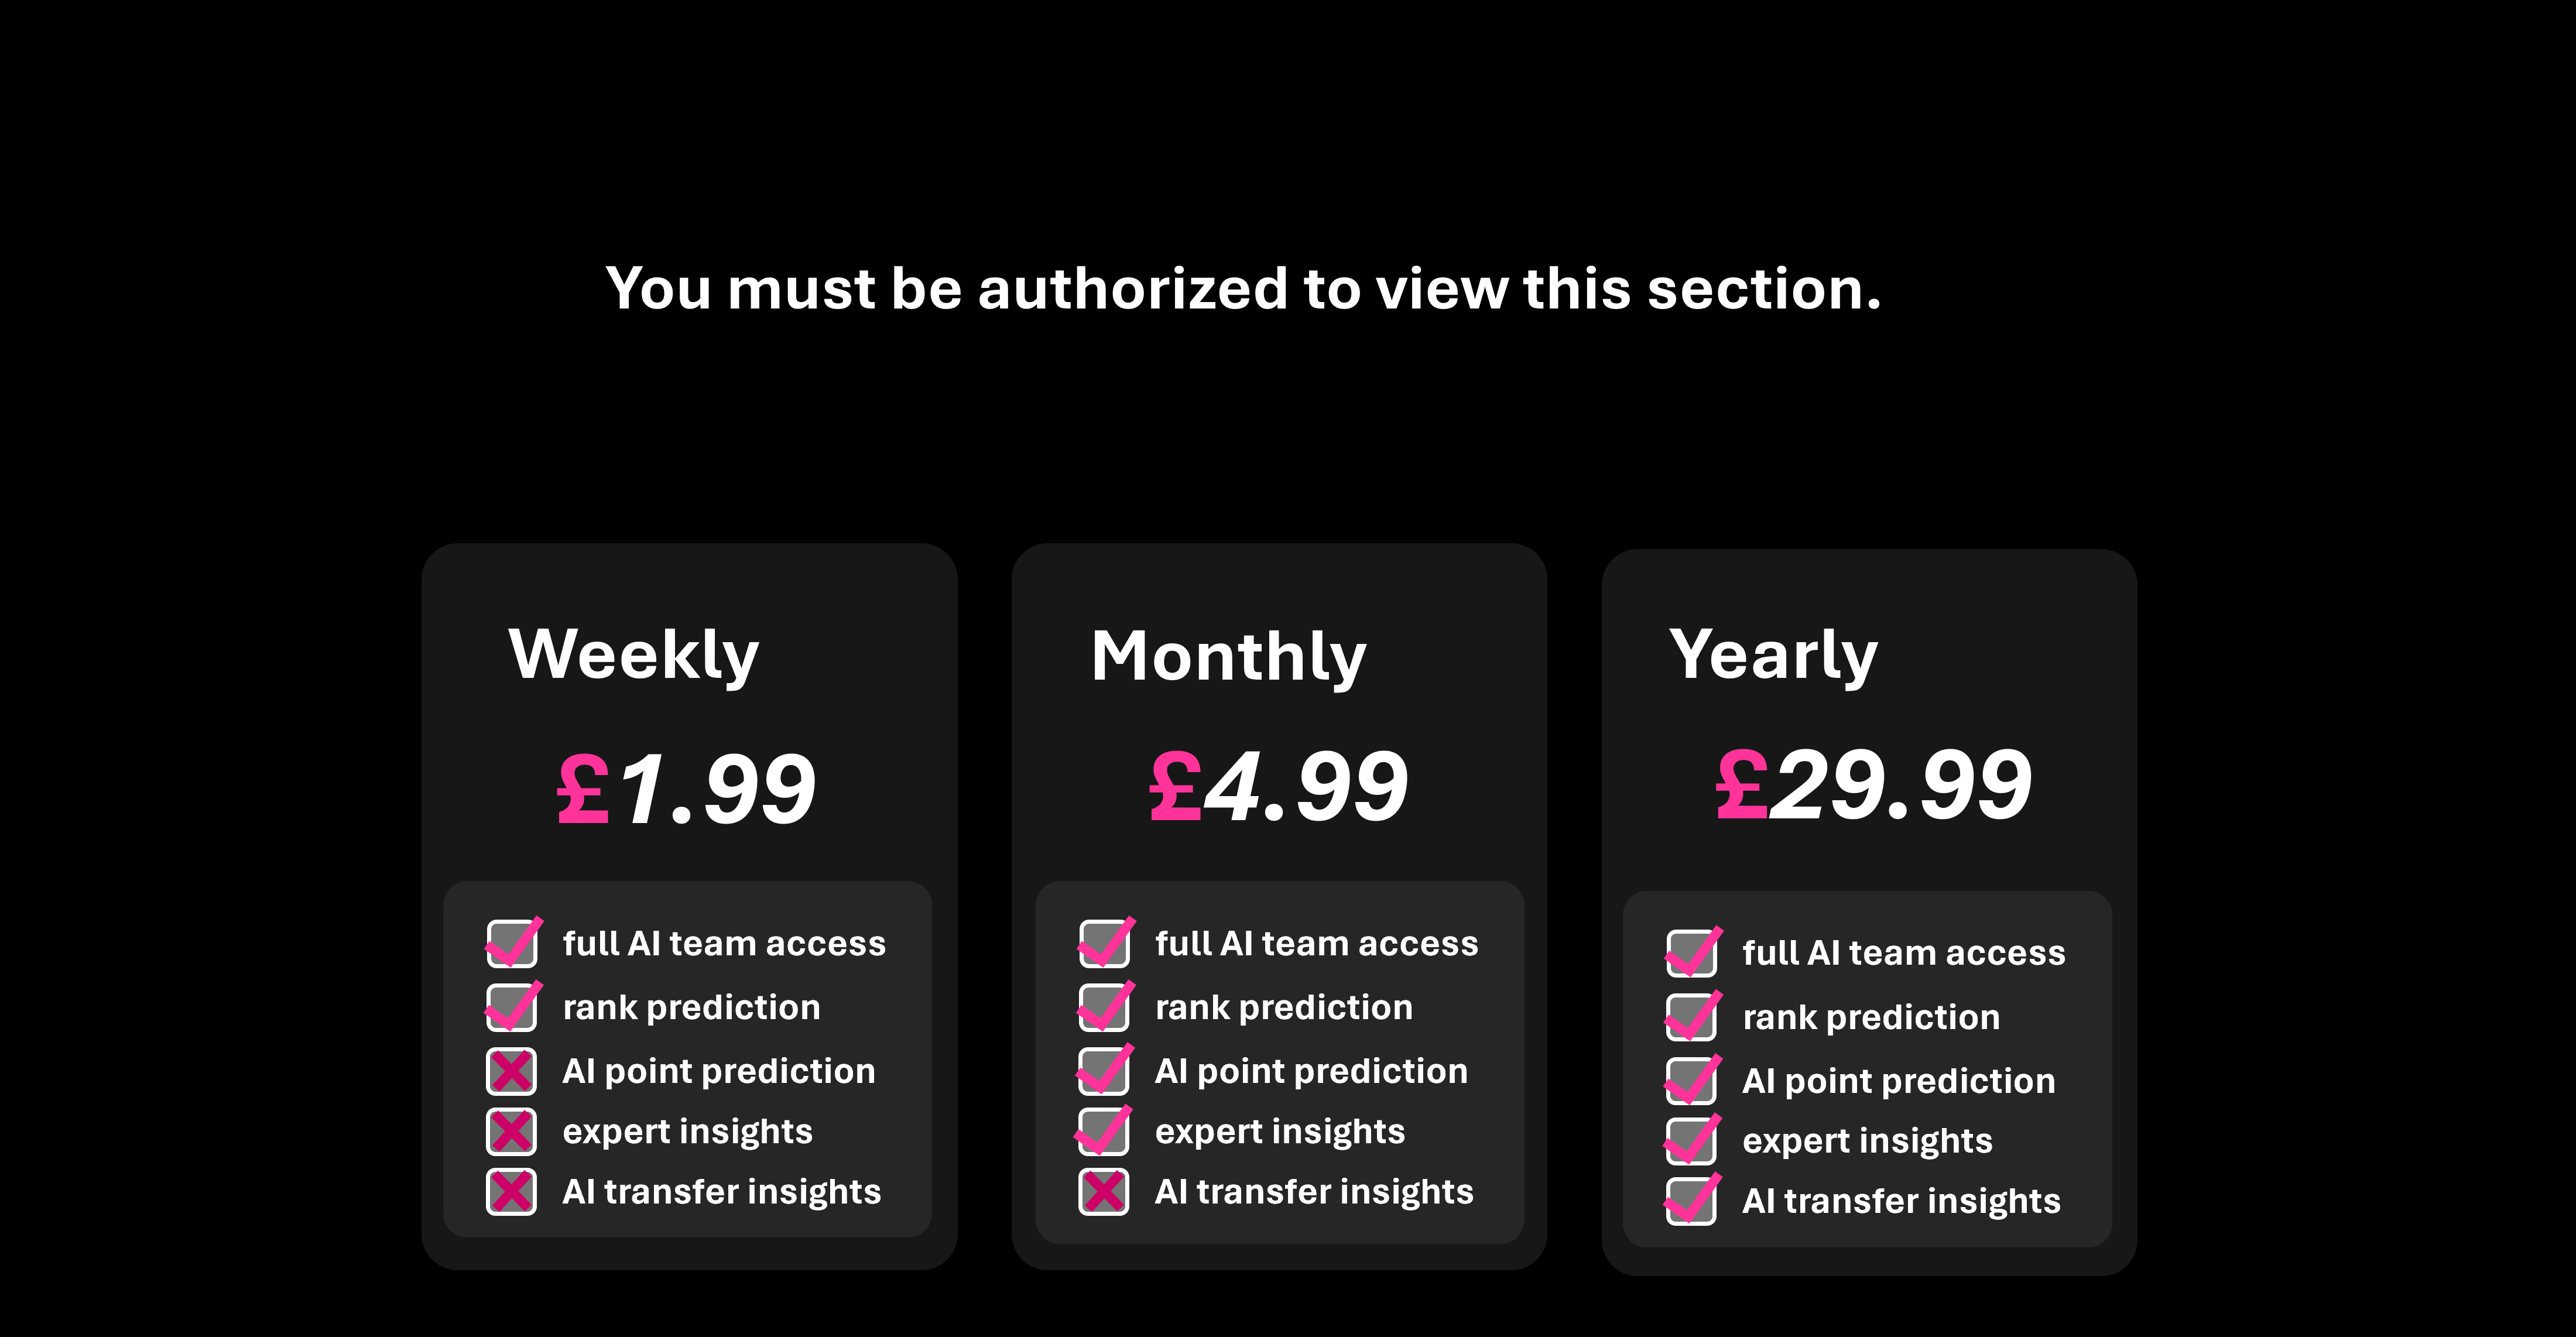 You must be authorized to view this section.
Weekly
£1.99
full AI team access
rank prediction
AI point prediction
expert insights
AI transfer insights
Monthly
£4.99
full AI team access
rank prediction
AI point prediction
expert insights
AI transfer insights
Yearly
£29.99
full AI team access
rank prediction
AI point prediction
expert insights
AI transfer insights